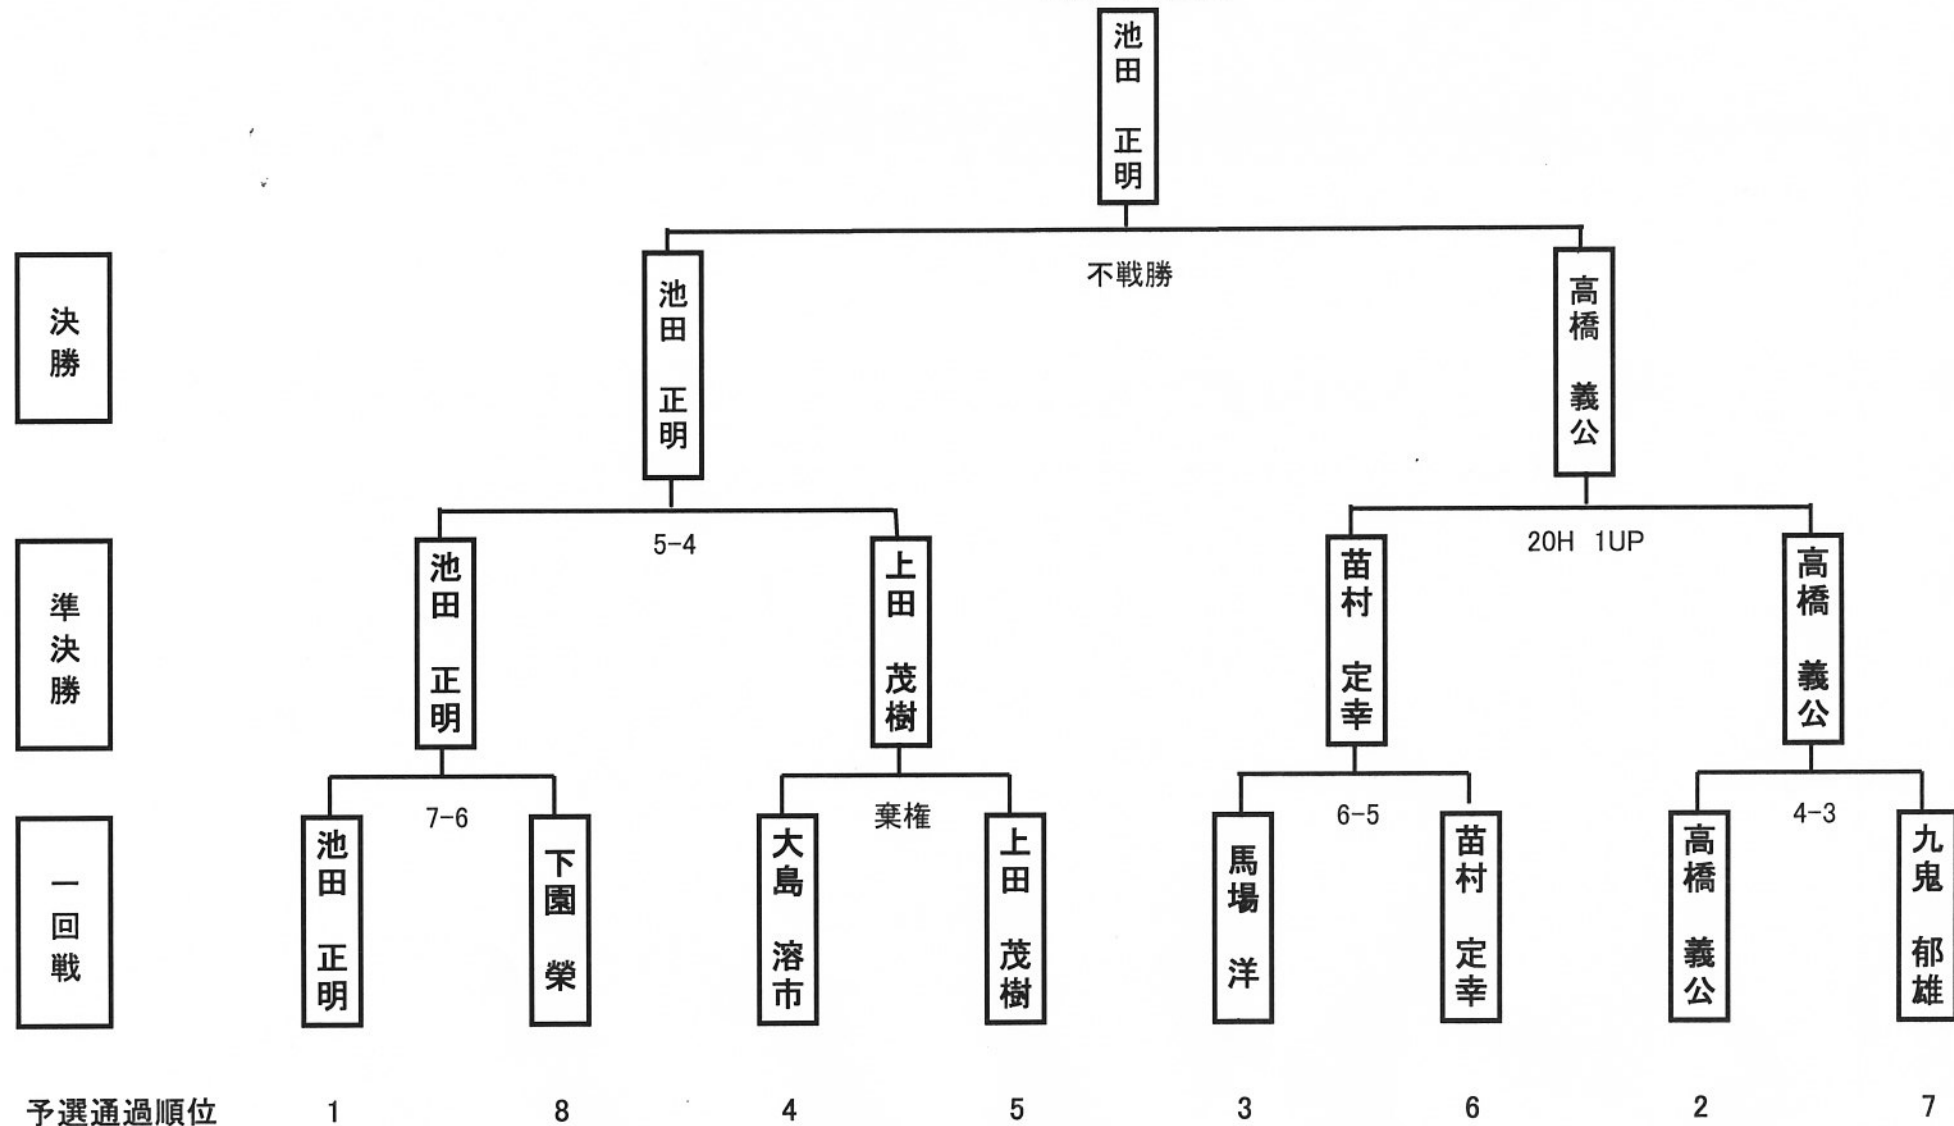 池田 正明
不戦勝
決勝
池田 正明
高橋 義公
5-4
20H 1UP
準決勝
池田 正明
上田 茂樹
苗村 定幸
高橋 義公
7-6
棄権
6-5
4-3
一回戦
池田 正明
下園 榮
大島 溶市
上田 茂樹
馬場 洋
苗村 定幸
高橋 義公
九鬼 郁雄
予選通過順位 1 8 4 5 3 6 2 7